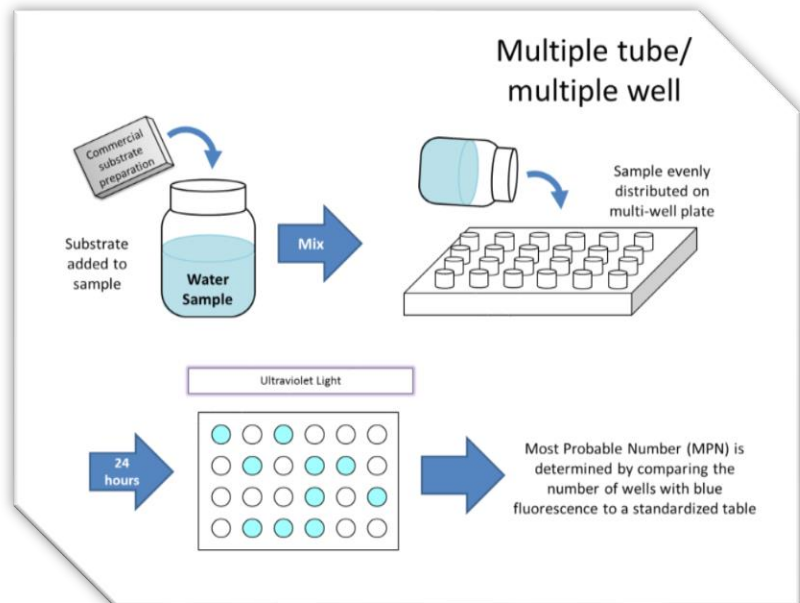 Multiple tube/
multiple well
Commercial
substrate
preparation
Substrate
added to
sample
Water
Sample
Mix
Sample evenly
distributed on
multi-well plate
Ultraviolet Light
24
hours
Most Probable Number (MPN) is
determined by comparing the
number of wells with blue
fluorescence to a standardized table